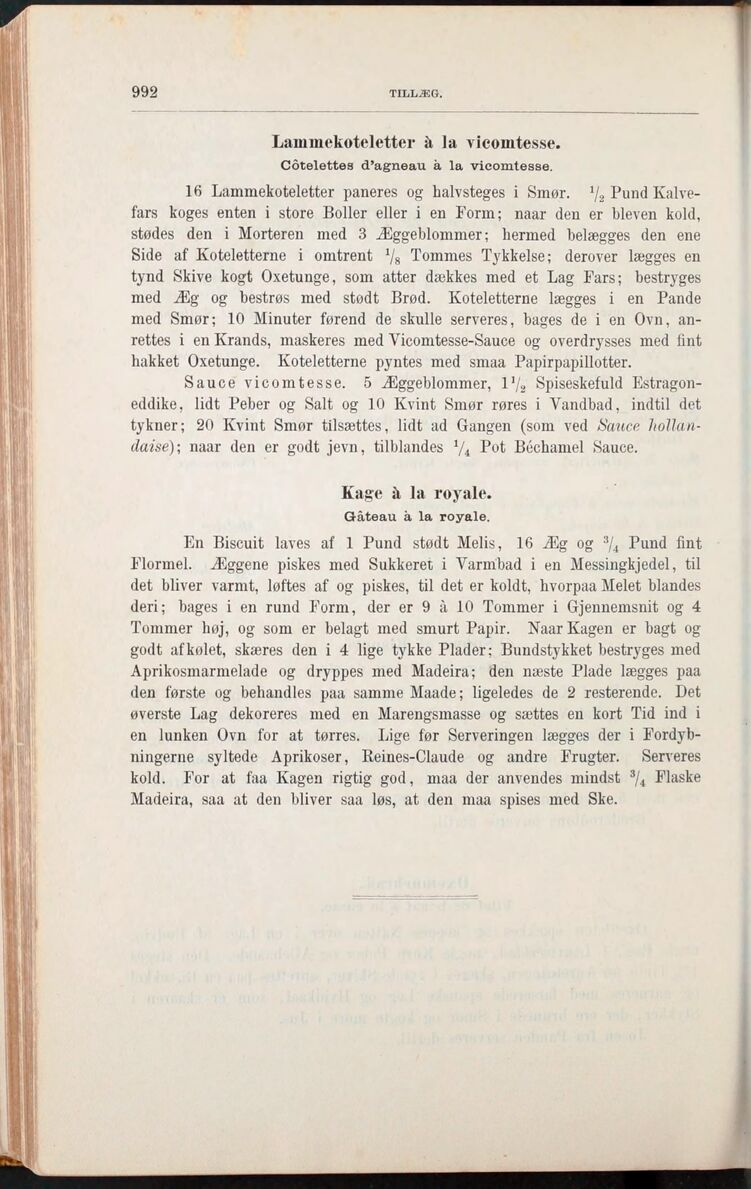 992
TILLÆG.
Lammekoteletter à la vicomtesse.
Côtelettes d'agneau à la vicomtesse.
16 Lammekoteletter paneres og halvsteges i Smør. 1/2 Pund Kalve-
fars koges enten i store Boller eller i en Form; naar den er bleven kold,
stødes den i Morteren med 3 Æggeblommer; hermed belægges den ene
Side af Koteletterne i omtrent 1/8 Tommes Tykkelse; derover lægges en
tynd Skive kogt Oxetunge, som atter dækkes med et Lag Fars; bestryges
med Æg og bestrøs med stødt Brød. Koteletterne lægges i en Pande
med Smør; 10 Minuter førend de skulle serveres, bages de i en Ovn, an-
rettes i en Krands, maskeres med Vicomtesse-Sauce og overdrysses med fint
hakket Oxetunge. Koteletterne pyntes med smaa Papirpapillotter.
Sauce vicomtesse. 5 Æggeblommer, 1 1/2 Spiseskefuld Estragon-
eddike, lidt Peber og Salt og 10 Kvint Smør røres i Vandbad, indtil det
tykner; 20 Kvint Smør tilsættes, lidt ad Gangen (som ved Sauce hollan-
daise); naar den er godt jevn, tilblandes 1/4 Pot Béchamel Sauce.
Kage à la royale.
Gâteau à la royale.
En Biscuit laves af 1 Pund stødt Melis, 16 Æg og 3/4 Pund fint
Flormel. Æggene piskes med Sukkeret i Varmbad i en Messingkjedel, til
det bliver varmt, løftes af og piskes, til det er koldt, hvorpaa Melet blandes
deri; bages i en rund Form, der er 9 à 10 Tommer i Gjennemsnit og 4
Tommer høj, og som er belagt med smurt Papir. Naar Kagen er bagt og
godt afkølet, skæres den i 4 lige tykke Plader; Bundstykket bestryges med
Aprikosmarmelade og dryppes med Madeira; den næste Plade lægges paa
den første og behandles paa samme Maade; ligeledes de 2 resterende. Det
øverste Lag dekoreres med en Marengsmasse og sættes en kort Tid ind i
en lunken Ovn for at tørres. Lige før Serveringen lægges der i Fordyb-
ningerne syltede Aprikoser, Reines-Claude og andre Frugter. Serveres
kold. For at faa Kagen rigtig god, maa der anvendes mindst 3/4 Flaske
Madeira, saa at den bliver saa løs, at den maa spises med Ske.